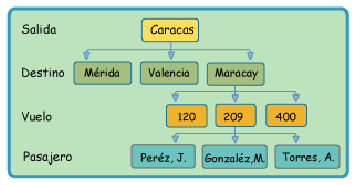 Salida Caracas
Destino Mérida Valencia Maracay
Vuelo 120 209 400
Pasajero Peréz, J. Gonzaléz,M. Torres, A.